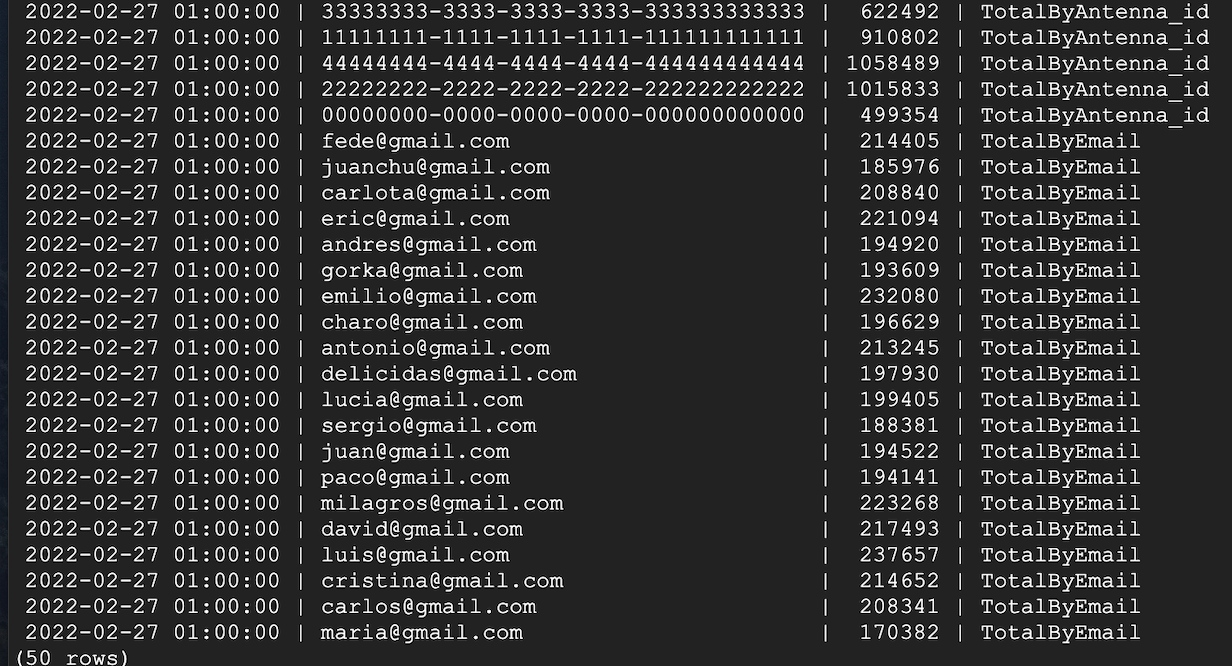 2022-02-27 01:00:00 | 33333333-3333-3333-3333-333333333333 | 622492 | TotalByAntenna_id
2022-02-27 01:00:00 | 11111111-1111-1111-1111-111111111111 | 910802 | TotalByAntenna_id
2022-02-27 01:00:00 | 44444444-4444-4444-4444-444444444444 | 1058489 | TotalByAntenna_id
2022-02-27 01:00:00 | 22222222-2222-2222-2222-222222222222 | 1015833 | TotalByAntenna_id
2022-02-27 01:00:00 | 00000000-0000-0000-0000-000000000000 | 499354 | TotalByAntenna_id
2022-02-27 01:00:00 | fede@gmail.com | 214405 | TotalByEmail
2022-02-27 01:00:00 | juanchu@gmail.com | 185976 | TotalByEmail
2022-02-27 01:00:00 | carlota@gmail.com | 208840 | TotalByEmail
2022-02-27 01:00:00 | eric@gmail.com | 221094 | TotalByEmail
2022-02-27 01:00:00 | andres@gmail.com | 194920 | TotalByEmail
2022-02-27 01:00:00 | gorka@gmail.com | 193609 | TotalByEmail
2022-02-27 01:00:00 | emilio@gmail.com | 232080 | TotalByEmail
2022-02-27 01:00:00 | charo@gmail.com | 196629 | TotalByEmail
2022-02-27 01:00:00 | antonio@gmail.com | 213245 | TotalByEmail
2022-02-27 01:00:00 | delicidas@gmail.com | 197930 | TotalByEmail
2022-02-27 01:00:00 | lucia@gmail.com | 199405 | TotalByEmail
2022-02-27 01:00:00 | sergio@gmail.com | 188381 | TotalByEmail
2022-02-27 01:00:00 | juan@gmail.com | 194522 | TotalByEmail
2022-02-27 01:00:00 | paco@gmail.com | 194141 | TotalByEmail
2022-02-27 01:00:00 | milagros@gmail.com | 223268 | TotalByEmail
2022-02-27 01:00:00 | david@gmail.com | 217493 | TotalByEmail
2022-02-27 01:00:00 | luis@gmail.com | 237657 | TotalByEmail
2022-02-27 01:00:00 | cristina@gmail.com | 214652 | TotalByEmail
2022-02-27 01:00:00 | carlos@gmail.com | 208341 | TotalByEmail
2022-02-27 01:00:00 | maria@gmail.com | 170382 | TotalByEmail
(50 rows)